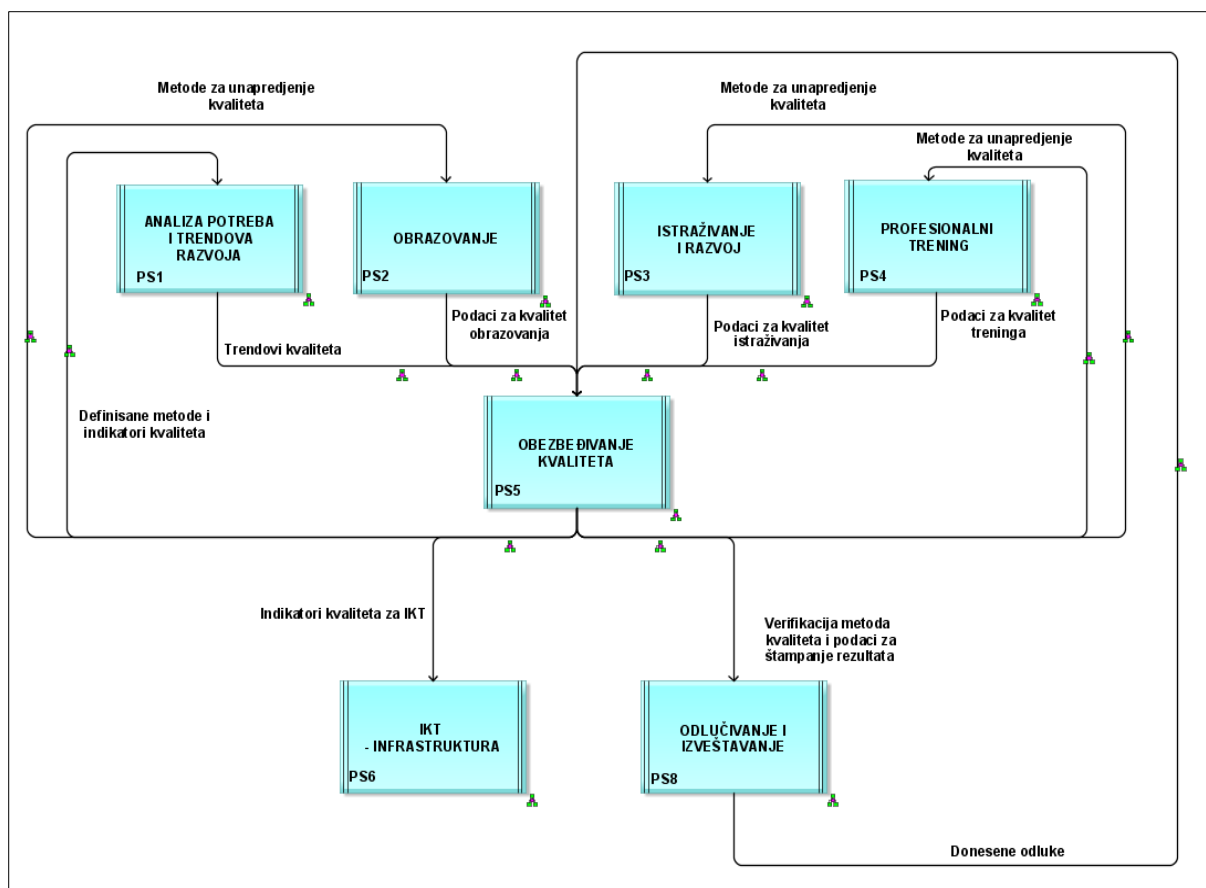 Metode za unapredjenje
kvaliteta
Metode za unapredjenje
kvaliteta
Metode za unapredjenje
kvaliteta
ANALIZA POTREBA
I TRENDOVA
RAZVOJA
PS1
OBRAZOVANJE
PS2
ISTRAŽIVANJE
I RAZVOJ
PS3
PROFESIONALNI
TRENING
PS4
Trendovi kvaliteta
Podaci za kvalitet
obrazovanja
Podaci za kvalitet
istraživanja
Podaci za kvalitet
treninga
Definisane metode i
indikatori kvaliteta
OBEZBEĐIVANJE
KVALITETA
PS5
Indikatori kvaliteta za IKT
Verifikacija metoda
kvaliteta i podaci za
štampanje rezultata
IKT
- INFRASTRUKTURA
PS6
ODLUČIVANJE I
IZVEŠTAVANJE
PS8
Donesene odluke